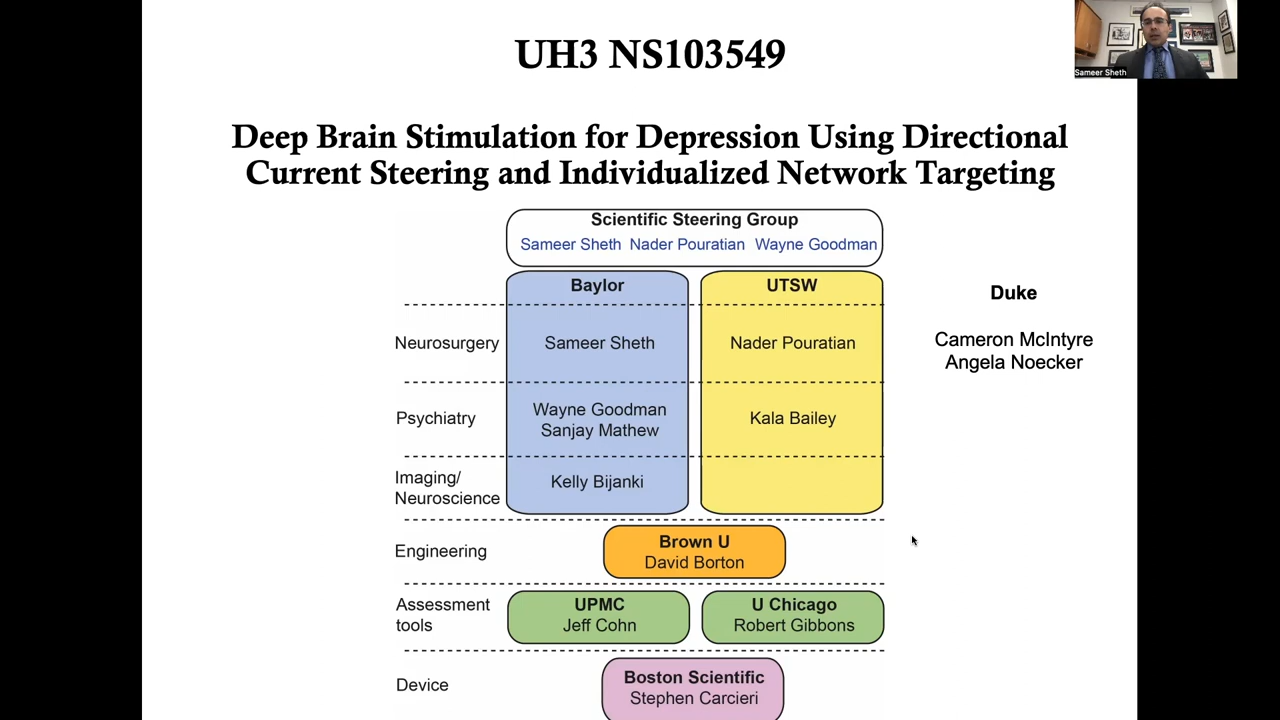 UH3 NS103549
Sameer Sheth
Deep Brain Stimulation for Depression Using Directional
Current Steering and Individualized Network Targeting
Scientific Steering Group
Sameer Sheth Nader Pouratian Wayne Goodman
Baylor
UTSW
Duke
Cameron McIntyre
Angela Noecker
Neurosurgery
Sameer Sheth
Nader Pouratian
Psychiatry
Wayne Goodman
Sanjay Mathew
Kala Bailey
Imaging/
Neuroscience
Kelly Bijanki
Engineering
Brown U
David Borton
Assessment
tools
UPMC
Jeff Cohn
U Chicago
Robert Gibbons
Device
Boston Scientific
Stephen Carcieri